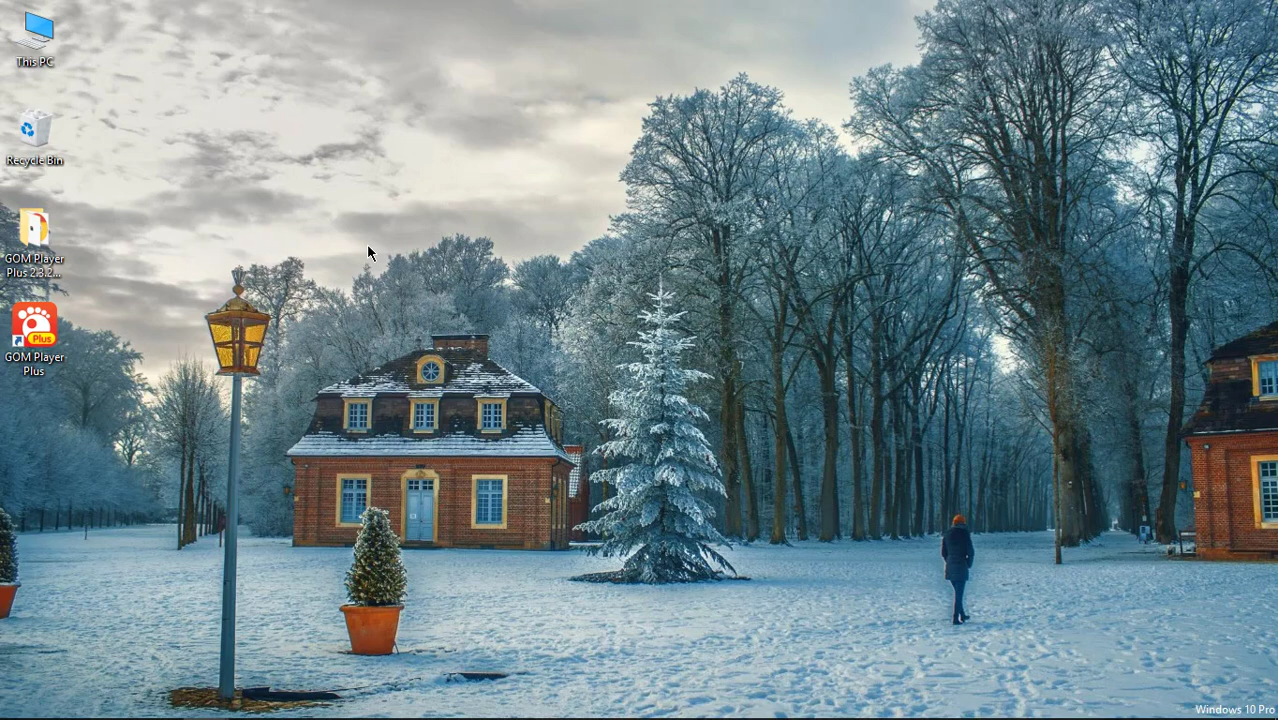 This PC
Recycle Bin
GOM Player
Plus 2.3.2...
Plus
GOM Player
Plus
Windows 10 Pro